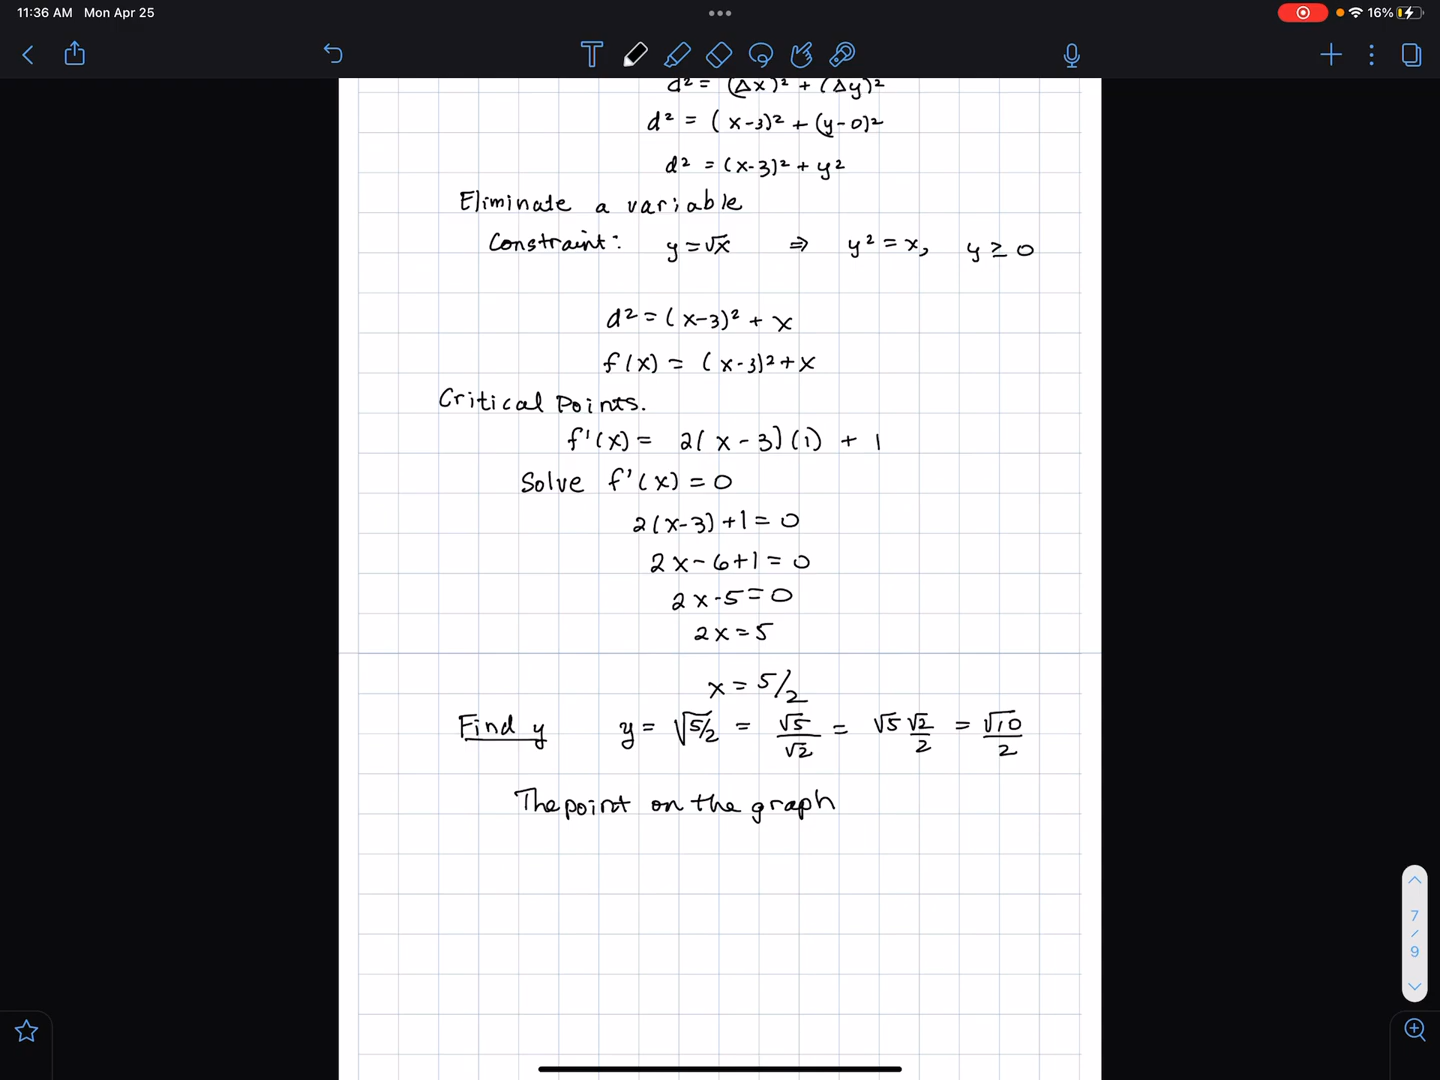 11:36 AM Mon Apr 25
16%
d² = (Δx)² + (Δy)²
d² = (x-3)² + (y-0)²
d² = (x-3)² + y²
Eliminate a variable
Constraint: y = √x ⇒ y² = x, y ≥ 0
d² = (x-3)² + x
f(x) = (x-3)² + x
Critical Points.
f'(x) = 2(x-3)(1) + 1
Solve f'(x) = 0
2(x-3) + 1 = 0
2x - 6 + 1 = 0
2x - 5 = 0
2x = 5
x = 5/2
Find y y = √5/2 = √5/√2 = √5 √2/2 = √10/2
The point on the graph
7
/
9